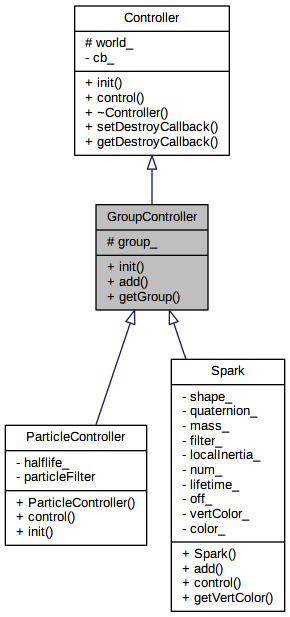 Controller
# world_
- cb_
+ init()
+ control()
+ ~Controller()
+ setDestroyCallback()
+ getDestroyCallback()
GroupController
# group_
+ init()
+ add()
+ getGroup()
ParticleController
- halflife_
- particleFilter
+ ParticleController()
+ control()
+ init()
Spark
- shape_
- quaternion_
- mass_
- filter_
- localInertia_
- num_
- lifetime_
- off_
- vertColor_
- color_
+ Spark()
+ add()
+ control()
+ getVertColor()